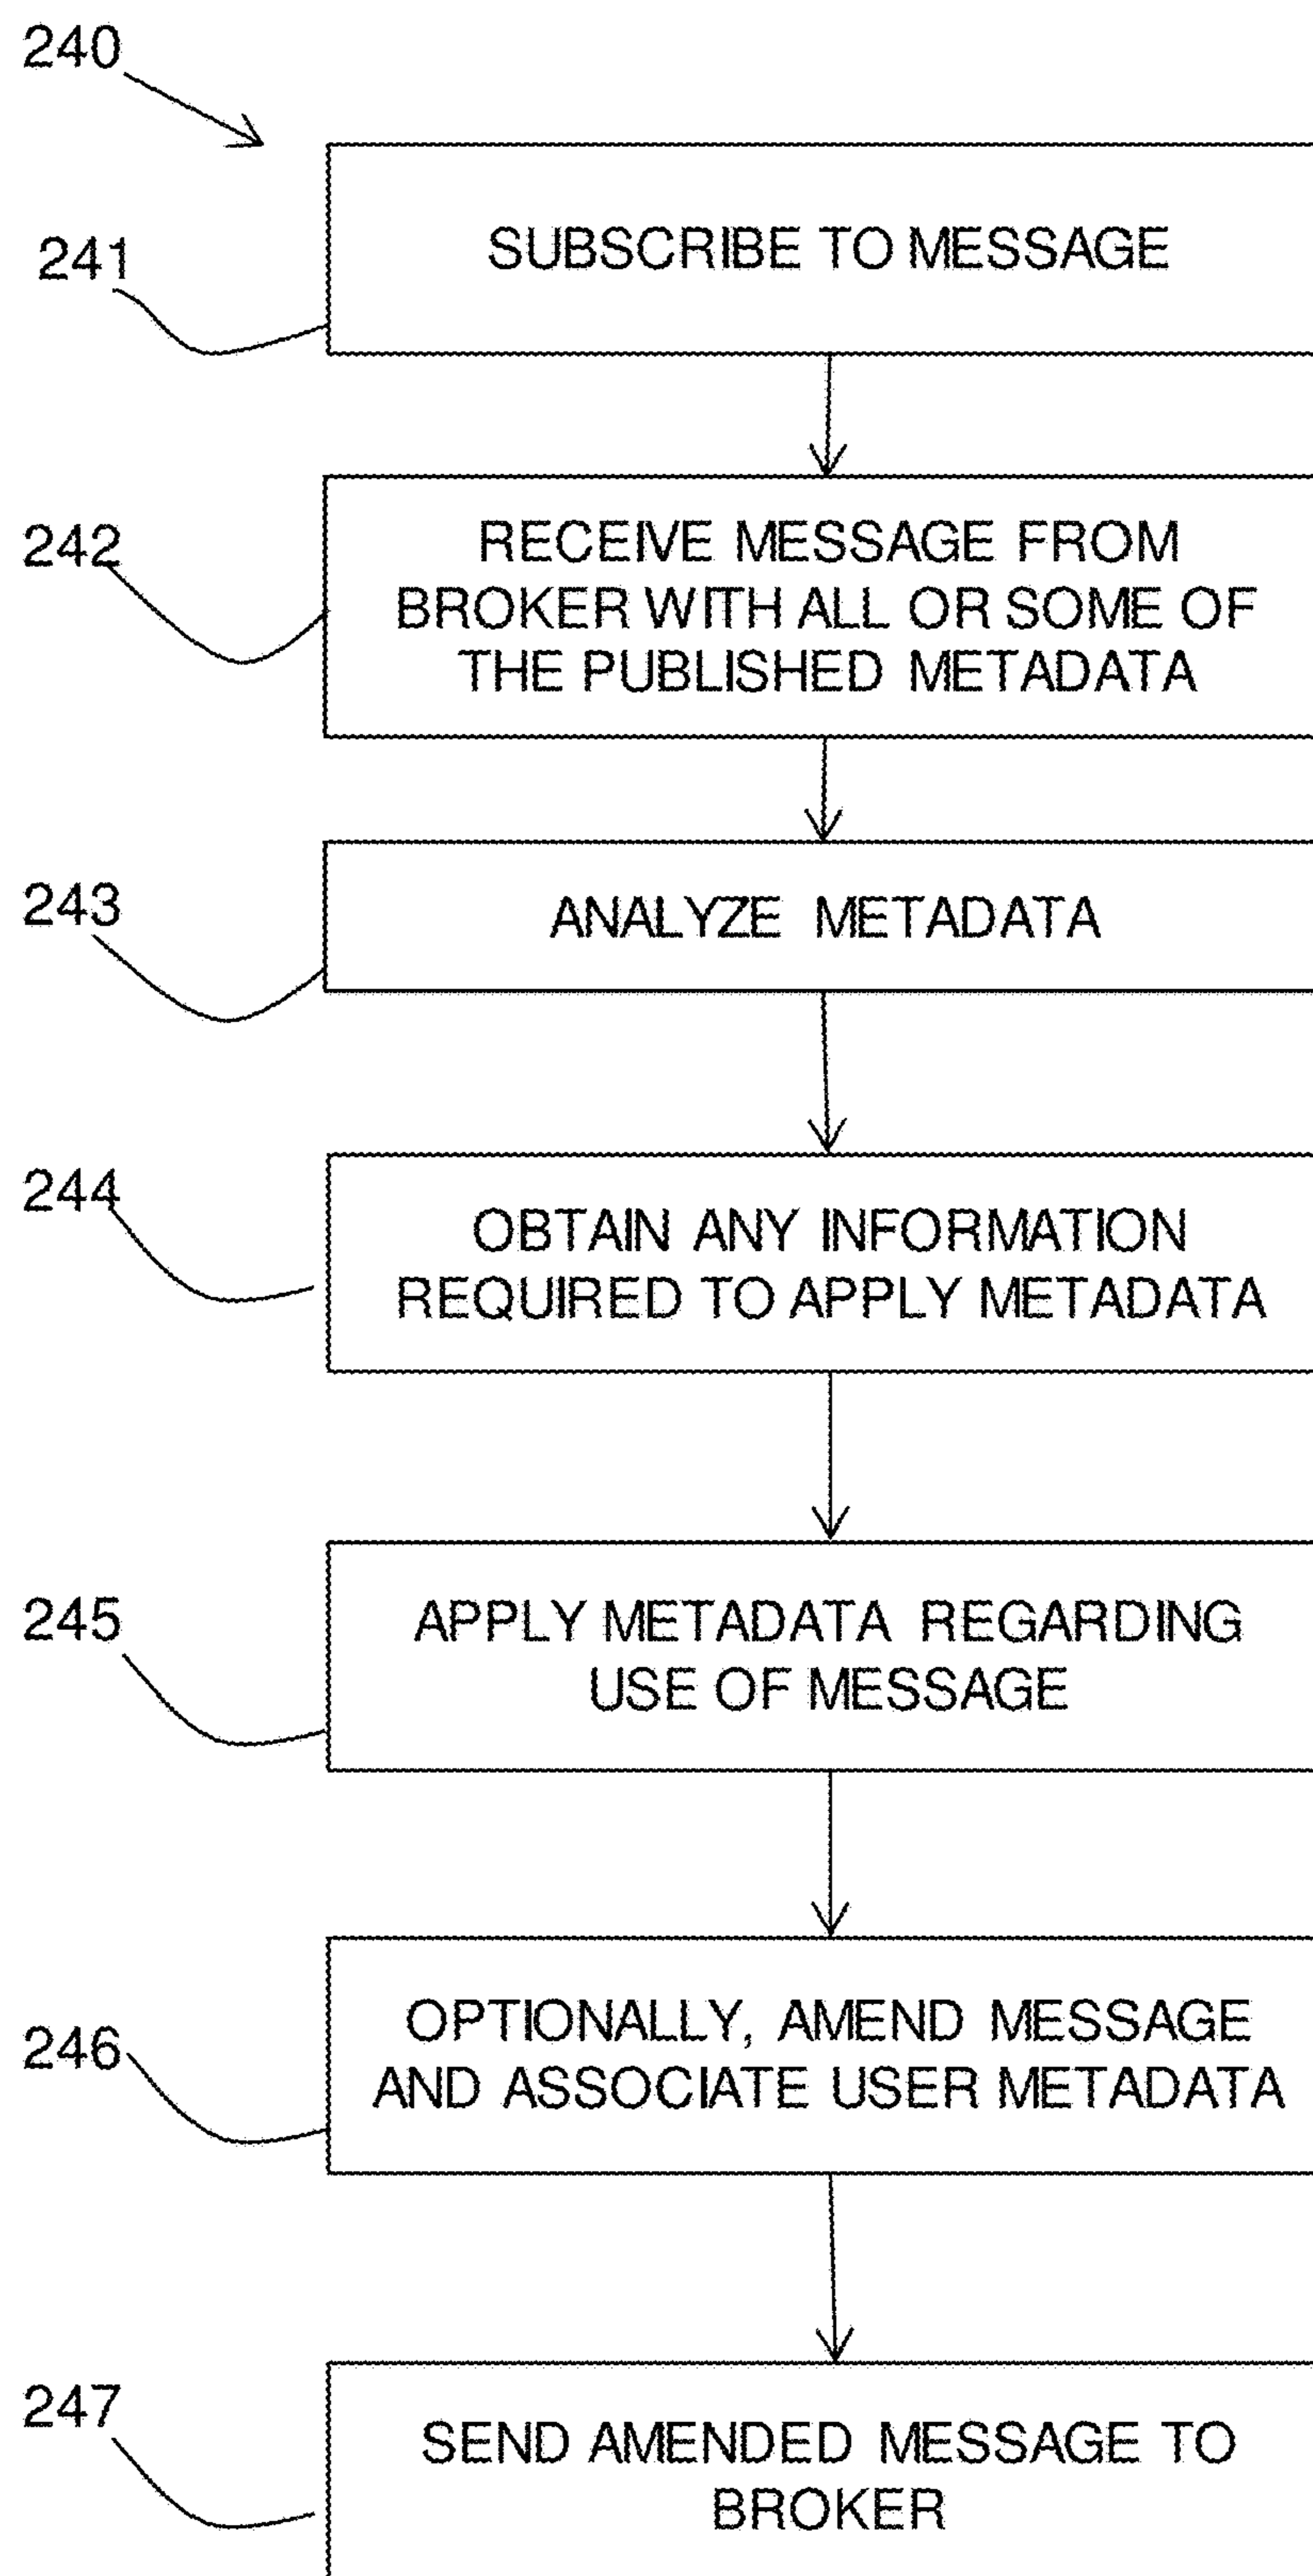 240
241
SUBSCRIBE TO MESSAGE
242
RECEIVE MESSAGE FROM
BROKER WITH ALL OR SOME OF
THE PUBLISHED METADATA
243
ANALYZE METADATA
244
OBTAIN ANY INFORMATION
REQUIRED TO APPLY METADATA
245
APPLY METADATA REGARDING
USE OF MESSAGE
246
OPTIONALLY, AMEND MESSAGE
AND ASSOCIATE USER METADATA
247
SEND AMENDED MESSAGE TO
BROKER